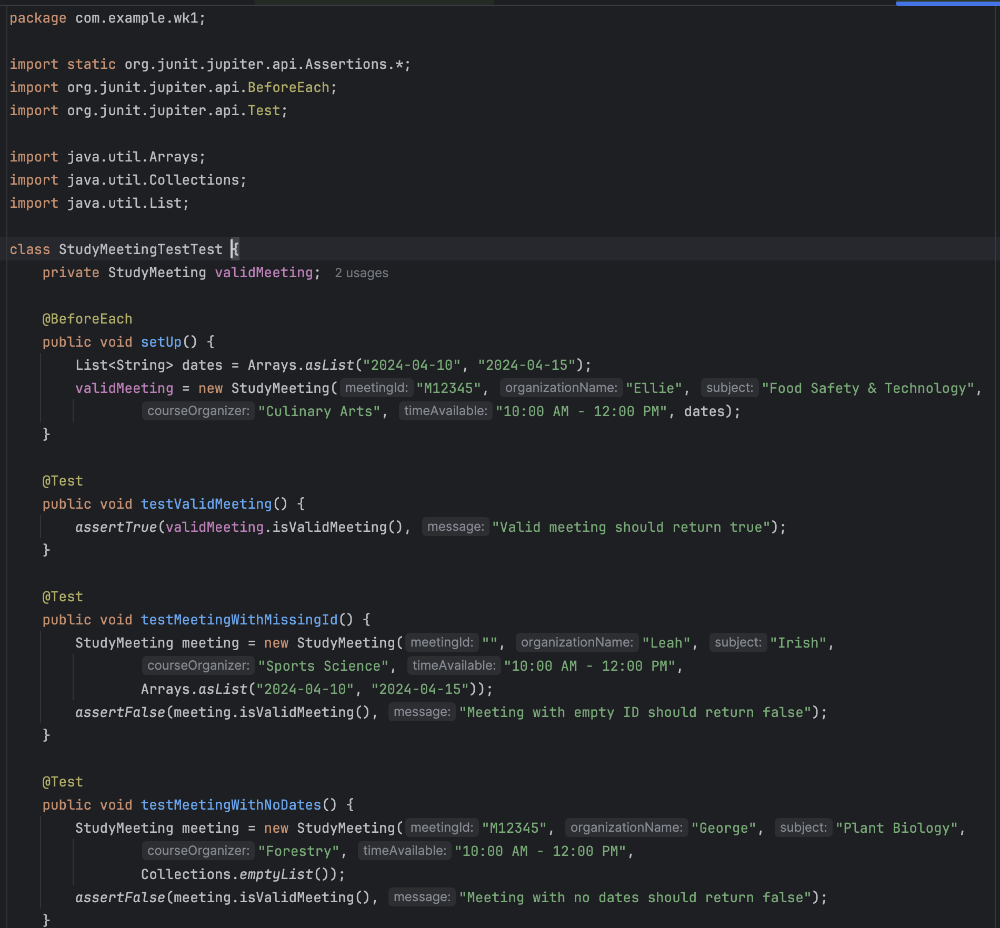 package com.example.wk1;
import static org.junit.jupiter.api.Assertions.*;
import org.junit.jupiter.api.BeforeEach;
import org.junit.jupiter.api.Test;
import java.util.Arrays;
import java.util.Collections;
import java.util.List;
class StudyMeetingTestTest {
private StudyMeeting validMeeting; 2 usages
@BeforeEach
public void setUp() {
List<String> dates = Arrays.asList("2024-04-10", "2024-04-15");
validMeeting = new StudyMeeting( meetingId: "M12345", organizationName: "Ellie", subject: "Food Safety & Technology",
courseOrganizer: "Culinary Arts", timeAvailable: "10:00 AM - 12:00 PM", dates);
}
@Test
public void testValidMeeting() {
assertTrue(validMeeting.isValidMeeting(), message: "Valid meeting should return true");
}
@Test
public void testMeetingWithMissingId() {
StudyMeeting meeting = new StudyMeeting( meetingId: "", organizationName: "Leah", subject: "Irish",
courseOrganizer: "Sports Science", timeAvailable: "10:00 AM - 12:00 PM",
Arrays.asList("2024-04-10", "2024-04-15"));
assertFalse(meeting.isValidMeeting(), message: "Meeting with empty ID should return false");
}
@Test
public void testMeetingWithNoDates() {
StudyMeeting meeting = new StudyMeeting( meetingId: "M12345", organizationName: "George", subject: "Plant Biology",
courseOrganizer: "Forestry", timeAvailable: "10:00 AM - 12:00 PM",
Collections.emptyList());
assertFalse(meeting.isValidMeeting(), message: "Meeting with no dates should return false");
}